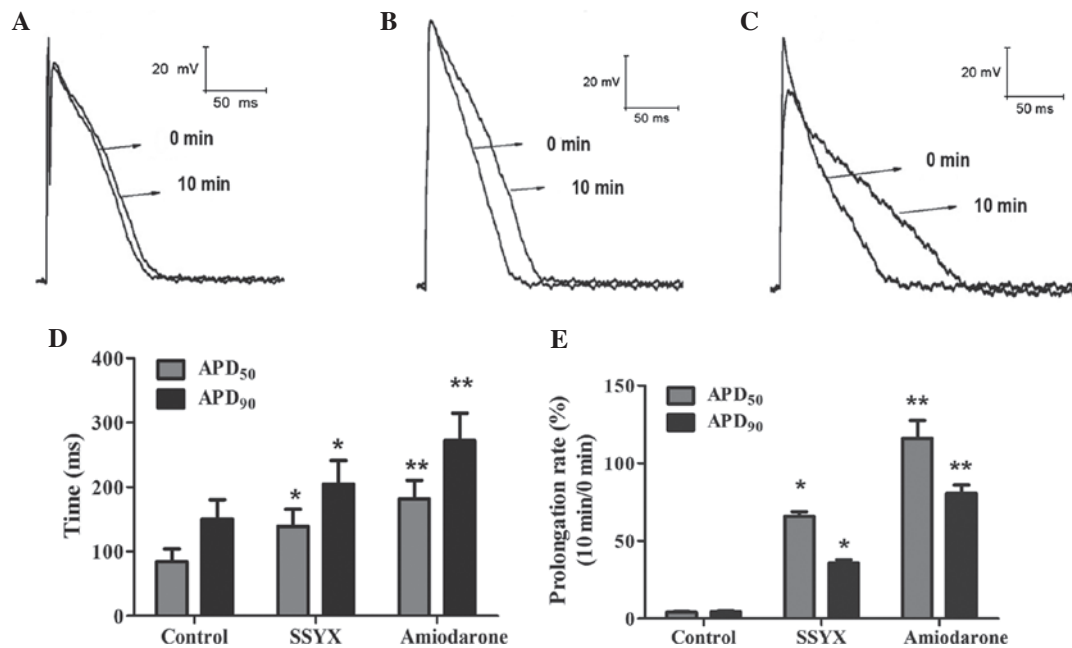 A
20 mV
50 ms
0 min
10 min
B
20 mV
50 ms
0 min
10 min
C
20 mV
50 ms
0 min
10 min
D
APD50
APD90
Time (ms)
400
300
200
100
0
*
*
**
**
Control
SSYX
Amiodarone
E
APD50
APD90
Prolongation rate (%)
(10 min/0 min)
150
100
50
0
*
*
**
**
Control
SSYX
Amiodarone